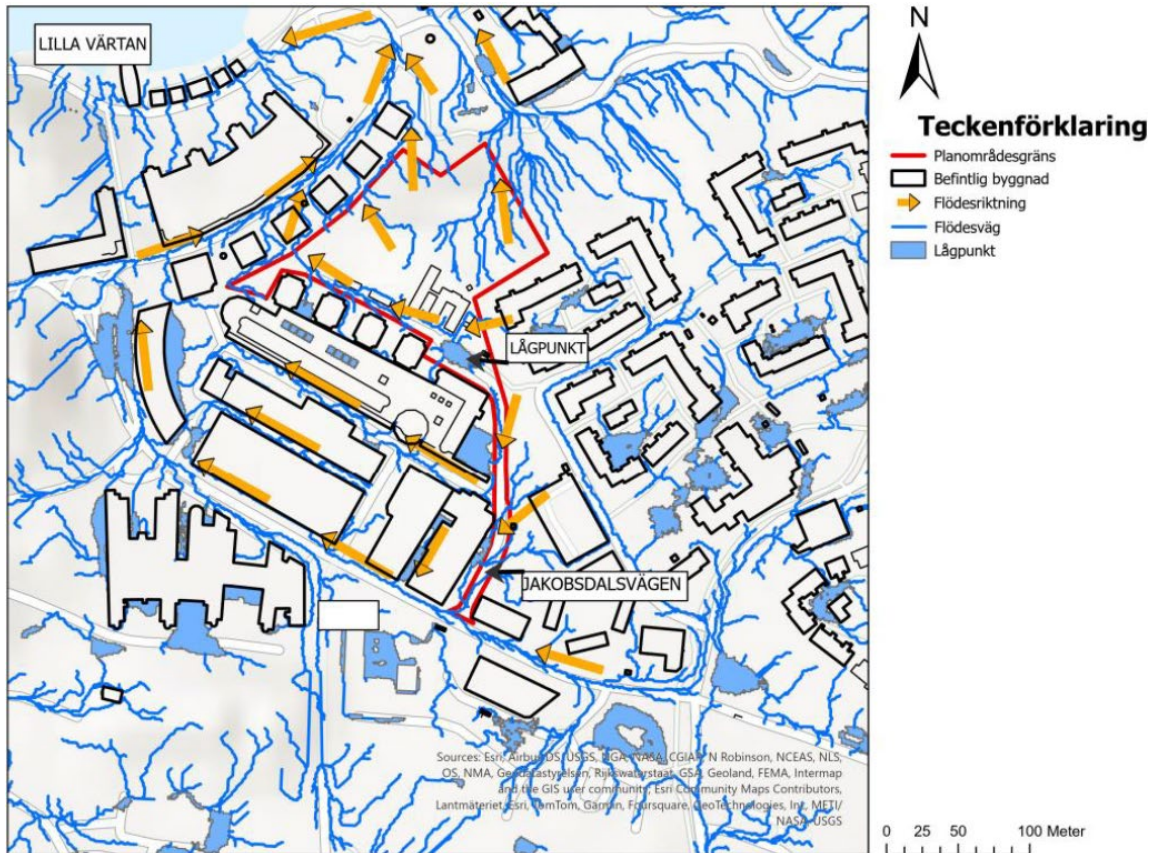 LILLA VÄRTAN
LÅGPUNKT
JAKOBSDALSVÄGEN
Sources: Esri, Airbus DS, USGS, NGA, NASA, CGIAR, N Robinson, NCEAS, NLS,
OS, NMA, Geodatastyrelsen, Rijkswaterstaat, GSA, Geoland, FEMA, Intermap
and the GIS user community, Esri Community Maps Contributors,
Lantmäteriet, Esri, TomTom, Garmin, Foursquare, GeoTechnologies, Inc, METI/
NASA, USGS
N
Teckenförklaring
Planområdesgräns
Befintlig byggnad
Flödesriktning
Flödesväg
Lågpunkt
0 25 50 100 Meter